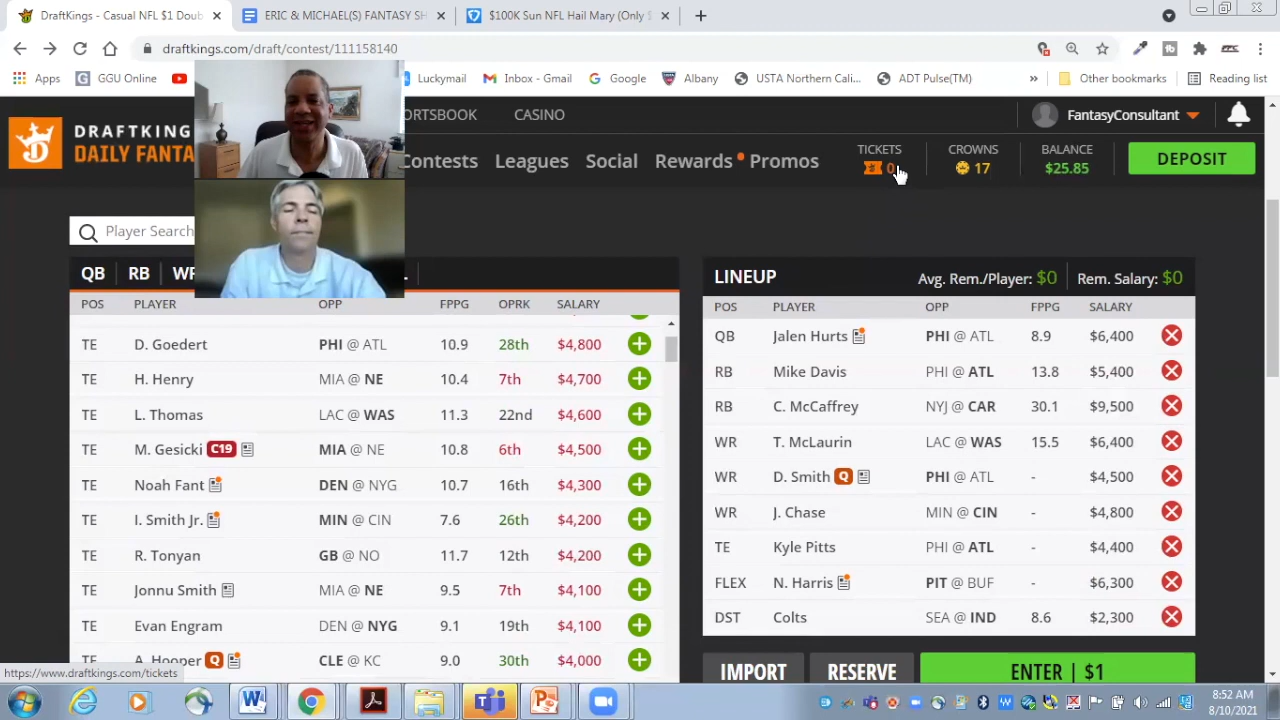 DraftKings - Casual NFL $1 Doub
ERIC & MICHAEL(S) FANTASY SH
$100K Sun NFL Hail Mary (Only $
draftkings.com/draft/contest/111158140
Apps
GGU Online
Luckymail
Inbox - Gmail
Google
Albany
USTA Northern Cali...
ADT Pulse(TM)
Other bookmarks
Reading list
ORTSBOOK
CASINO
FantasyConsultant
DRAFTKING
DAILY FANTA
Contests
Leagues
Social
Rewards
Promos
TICKETS
0
CROWNS
17
BALANCE
$25.85
DEPOSIT
Player Search
QB RB WR
POS PLAYER OPP FPPG OPRK SALARY
TE D. Goedert PHI @ ATL 10.9 28th $4,800
TE H. Henry MIA @ NE 10.4 7th $4,700
TE L. Thomas LAC @ WAS 11.3 22nd $4,600
TE M. Gesicki C19 MIA @ NE 10.8 6th $4,500
TE Noah Fant DEN @ NYG 10.7 16th $4,300
TE I. Smith Jr. MIN @ CIN 7.6 26th $4,200
TE R. Tonyan GB @ NO 11.7 12th $4,200
TE Jonnu Smith MIA @ NE 9.5 7th $4,100
TE Evan Engram DEN @ NYG 9.1 19th $4,100
TE A. Hooper Q CLE @ KC 9.0 30th $4,000
LINEUP Avg. Rem./Player: $0 Rem. Salary: $0
POS PLAYER OPP FPPG SALARY
QB Jalen Hurts PHI @ ATL 8.9 $6,400
RB Mike Davis PHI @ ATL 13.8 $5,400
RB C. McCaffrey NYJ @ CAR 30.1 $9,500
WR T. McLaurin LAC @ WAS 15.5 $6,400
WR D. Smith Q PHI @ ATL - $4,500
WR J. Chase MIN @ CIN - $4,800
TE Kyle Pitts PHI @ ATL - $4,400
FLEX N. Harris PIT @ BUF - $6,300
DST Colts SEA @ IND 8.6 $2,300
IMPORT
RESERVE
ENTER | $1
https://www.draftkings.com/tickets
8:52 AM
8/10/2021